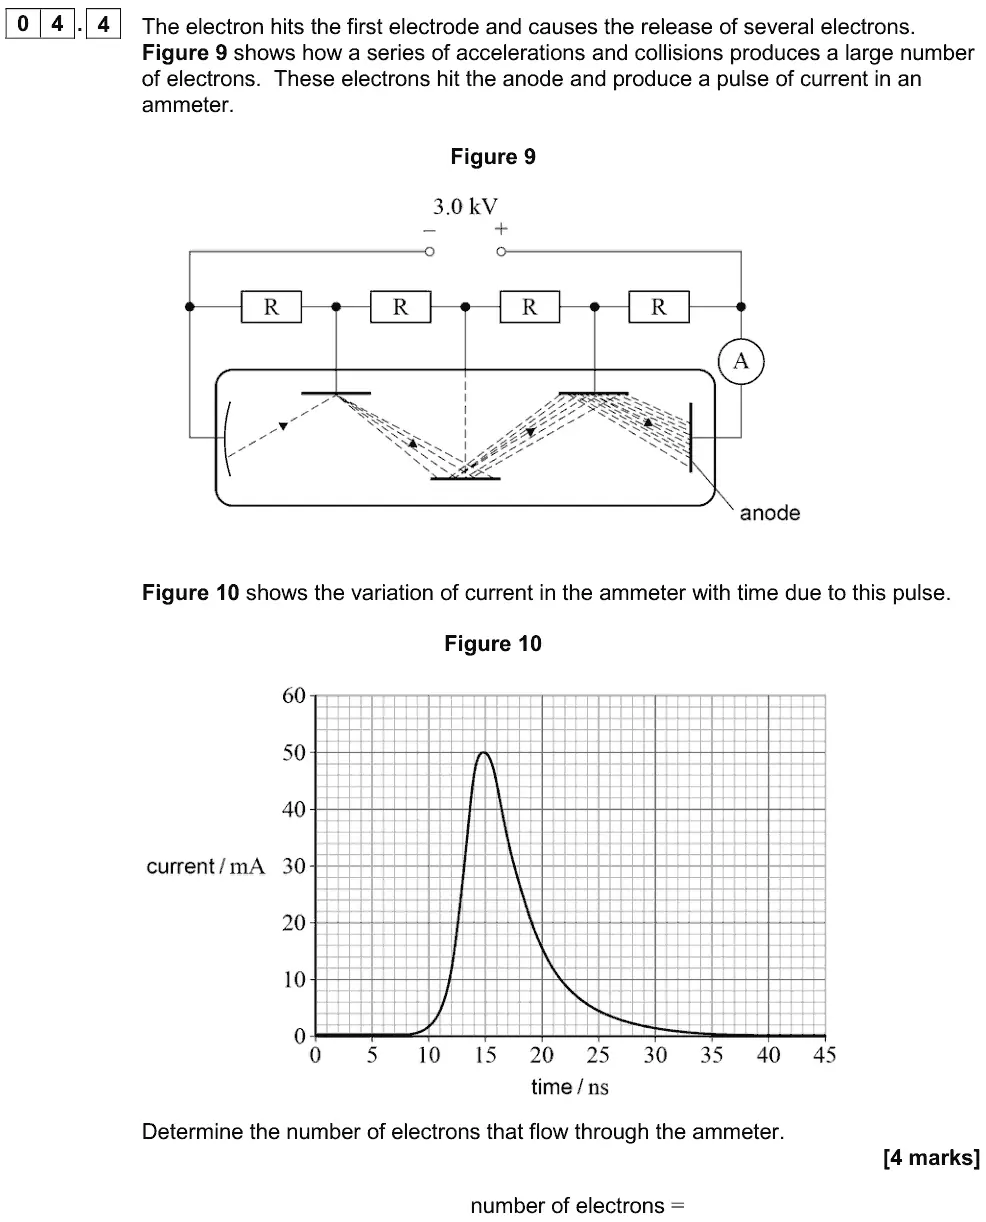 0 4 . 4 The electron hits the first electrode and causes the release of several electrons.
Figure 9 shows how a series of accelerations and collisions produces a large number
of electrons. These electrons hit the anode and produce a pulse of current in an
ammeter.
Figure 9
3.0 kV
− +
R R R R
A
anode
Figure 10 shows the variation of current in the ammeter with time due to this pulse.
Figure 10
60
50
40
current / mA 30
20
10
0
0 5 10 15 20 25 30 35 40 45
time / ns
Determine the number of electrons that flow through the ammeter.
[4 marks]
number of electrons =